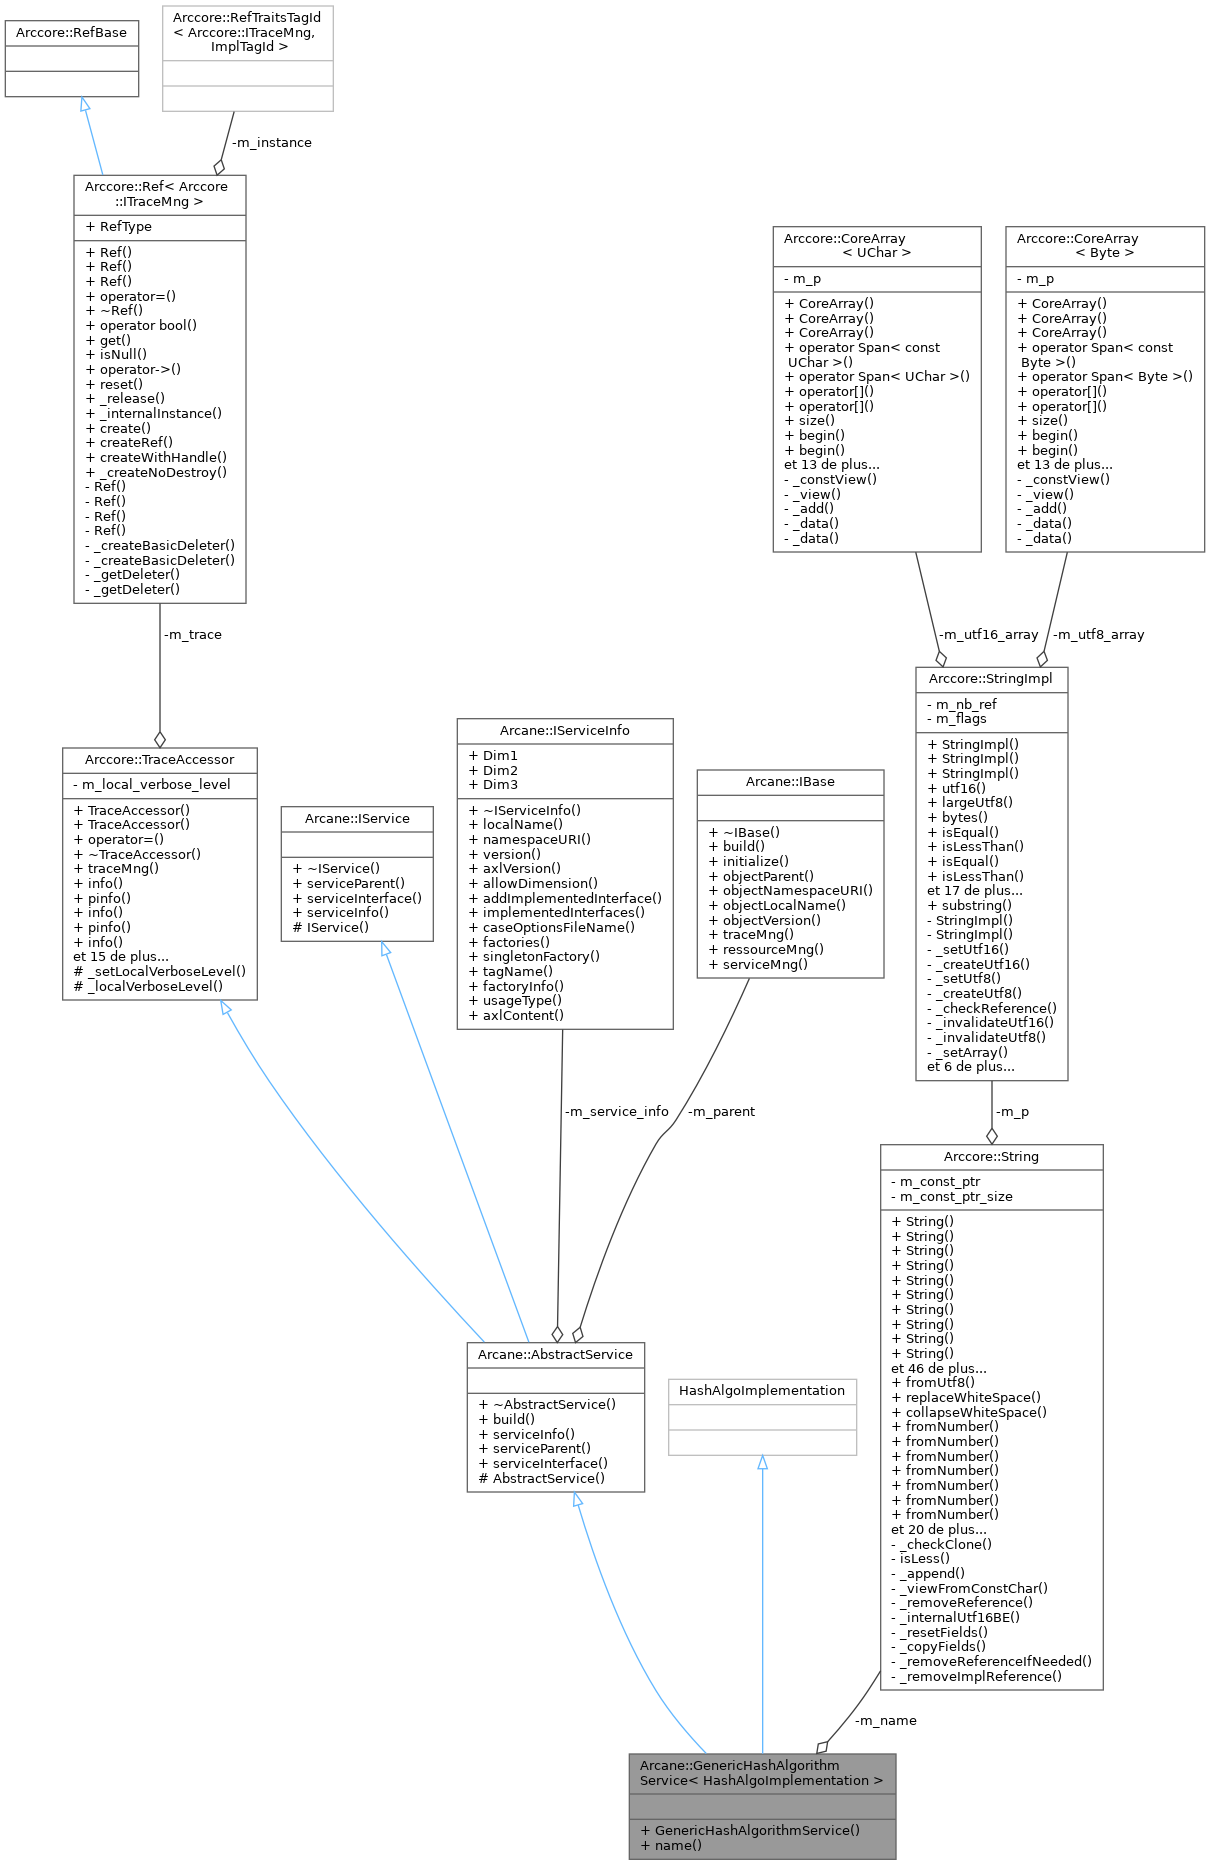 Arccore::RefBase
Arccore::RefTraitsTagId
< Arccore::ITraceMng,
ImplTagId >
-m_instance
Arccore::Ref< Arccore
::ITraceMng >
+ RefType
+ Ref()
+ Ref()
+ Ref()
+ operator=()
+ ~Ref()
+ operator bool()
+ get()
+ isNull()
+ operator->()
+ reset()
+ _release()
+ _internalInstance()
+ create()
+ createRef()
+ createWithHandle()
+ _createNoDestroy()
- Ref()
- Ref()
- Ref()
- Ref()
- _createBasicDeleter()
- _createBasicDeleter()
- _getDeleter()
- _getDeleter()
-m_trace
Arccore::CoreArray
< UChar >
- m_p
+ CoreArray()
+ CoreArray()
+ CoreArray()
+ operator Span< const
UChar >()
+ operator Span< UChar >()
+ operator[]()
+ operator[]()
+ size()
+ begin()
+ begin()
et 13 de plus...
- _constView()
- _view()
- _add()
- _data()
- _data()
-m_utf16_array
Arccore::CoreArray
< Byte >
- m_p
+ CoreArray()
+ CoreArray()
+ CoreArray()
+ operator Span< const
Byte >()
+ operator Span< Byte >()
+ operator[]()
+ operator[]()
+ size()
+ begin()
+ begin()
et 13 de plus...
- _constView()
- _view()
- _add()
- _data()
- _data()
-m_utf8_array
Arccore::TraceAccessor
- m_local_verbose_level
+ TraceAccessor()
+ TraceAccessor()
+ operator=()
+ ~TraceAccessor()
+ traceMng()
+ info()
+ pinfo()
+ info()
+ pinfo()
+ info()
et 15 de plus...
# _setLocalVerboseLevel()
# _localVerboseLevel()
Arcane::IService
+ ~IService()
+ serviceParent()
+ serviceInterface()
+ serviceInfo()
# IService()
Arcane::IServiceInfo
+ Dim1
+ Dim2
+ Dim3
+ ~IServiceInfo()
+ localName()
+ namespaceURI()
+ version()
+ axlVersion()
+ allowDimension()
+ addImplementedInterface()
+ implementedInterfaces()
+ caseOptionsFileName()
+ factories()
+ singletonFactory()
+ tagName()
+ factoryInfo()
+ usageType()
+ axlContent()
-m_service_info
Arcane::IBase
+ ~IBase()
+ build()
+ initialize()
+ objectParent()
+ objectNamespaceURI()
+ objectLocalName()
+ objectVersion()
+ traceMng()
+ ressourceMng()
+ serviceMng()
-m_parent
Arccore::StringImpl
- m_nb_ref
- m_flags
+ StringImpl()
+ StringImpl()
+ StringImpl()
+ utf16()
+ largeUtf8()
+ bytes()
+ isEqual()
+ isLessThan()
+ isEqual()
+ isLessThan()
et 17 de plus...
+ substring()
- StringImpl()
- StringImpl()
- _setUtf16()
- _createUtf16()
- _setUtf8()
- _createUtf8()
- _checkReference()
- _invalidateUtf16()
- _invalidateUtf8()
- _setArray()
et 6 de plus...
-m_p
Arccore::String
- m_const_ptr
- m_const_ptr_size
+ String()
+ String()
+ String()
+ String()
+ String()
+ String()
+ String()
+ String()
+ String()
+ String()
et 46 de plus...
+ fromUtf8()
+ replaceWhiteSpace()
+ collapseWhiteSpace()
+ fromNumber()
+ fromNumber()
+ fromNumber()
+ fromNumber()
+ fromNumber()
+ fromNumber()
+ fromNumber()
et 20 de plus...
- _checkClone()
- isLess()
- _append()
- _viewFromConstChar()
- _removeReference()
- _internalUtf16BE()
- _resetFields()
- _copyFields()
- _removeReferenceIfNeeded()
- _removeImplReference()
-m_name
Arcane::AbstractService
+ ~AbstractService()
+ build()
+ serviceInfo()
+ serviceParent()
+ serviceInterface()
# AbstractService()
HashAlgoImplementation
Arcane::GenericHashAlgorithm
Service< HashAlgoImplementation >
+ GenericHashAlgorithmService()
+ name()